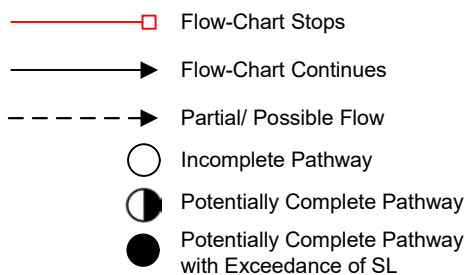 Flow-Chart Stops
Flow-Chart Continues
Partial/ Possible Flow
Incomplete Pathway
Potentially Complete Pathway
Potentially Complete Pathway
with Exceedance of SL